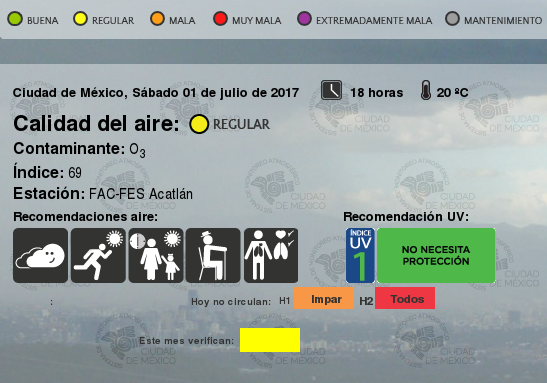 BUENA REGULAR MALA MUY MALA EXTREMADAMENTE MALA MANTENIMIENTO
Ciudad de México, Sábado 01 de julio de 2017 18 horas 20 ºC
Calidad del aire: REGULAR
Contaminante: O3
Índice: 69
Estación: FAC-FES Acatlán
Recomendaciones aire: Recomendación UV:
ÍNDICE UV 1 NO NECESITA PROTECCIÓN
: Hoy no circulan: H1 Impar H2 Todos
Este mes verifican:
CIUDAD DE MÉXICO